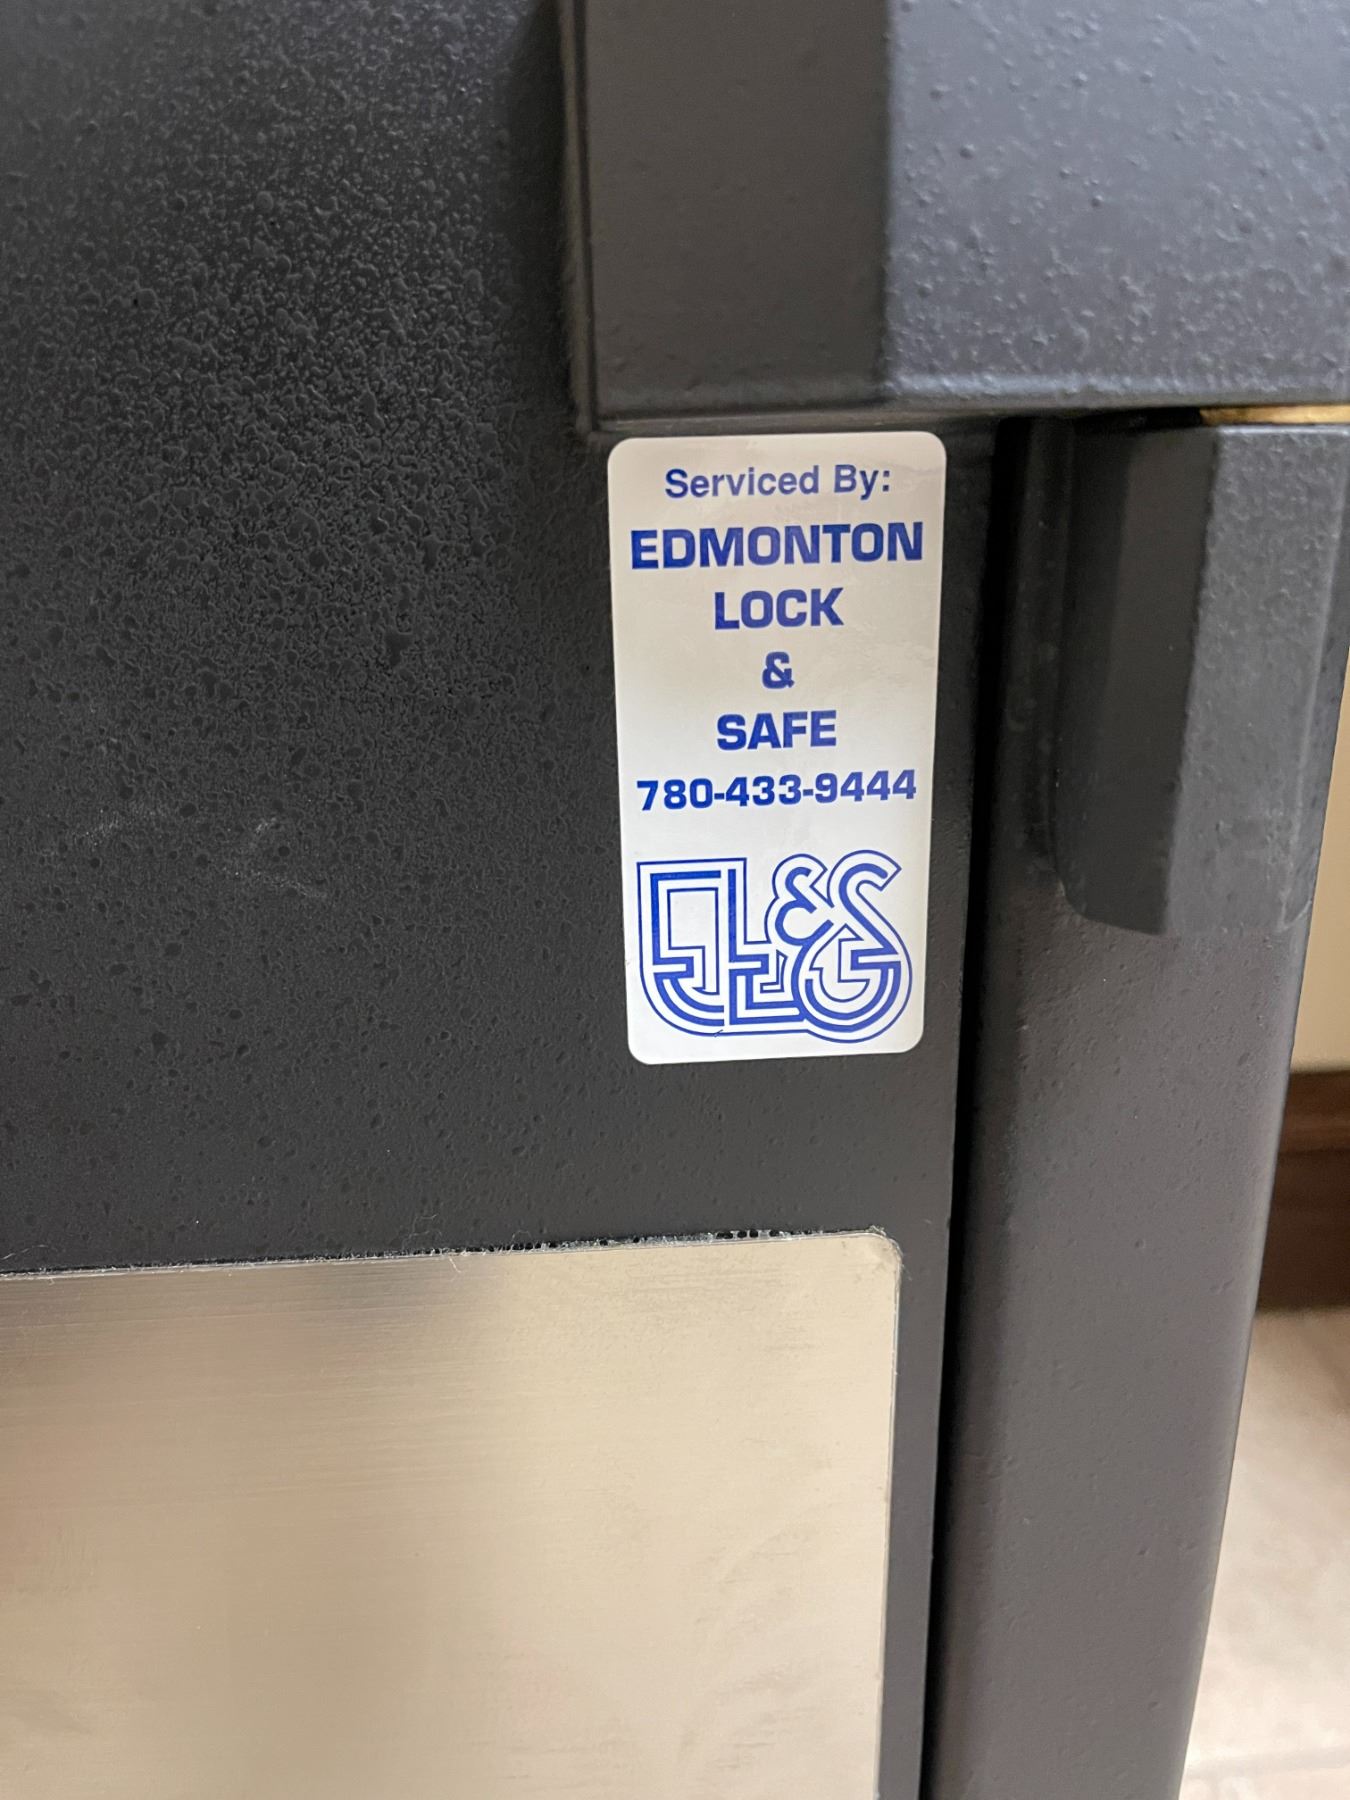 Serviced By:
EDMONTON
LOCK
&
SAFE
780-433-9444
EL&S